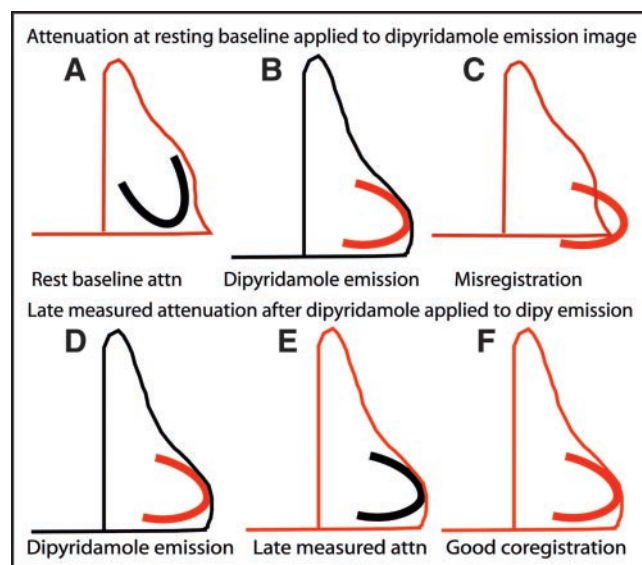 Attenuation at resting baseline applied to dipyridamole emission image
A B C
Rest baseline attn Dipyridamole emission Misregistration
Late measured attenuation after dipyridamole applied to dipy emission
D E F
Dipyridamole emission Late measured attn Good coregistration